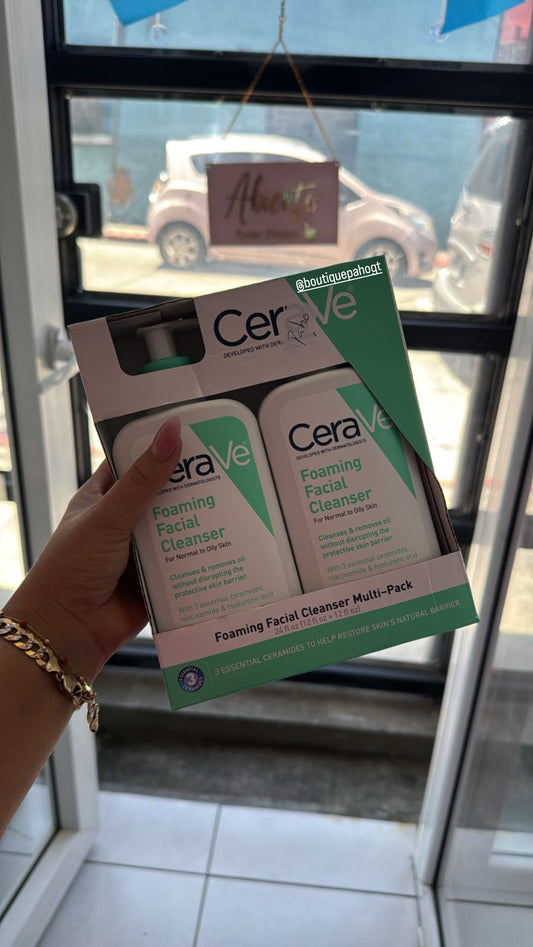 Abierto
@boutiquepahogt
CeraVe
DEVELOPED WITH DER
Paho
CeraVe
DEVELOPED WITH DERMATOLOGISTS
Foaming
Facial
Cleanser
For Normal to Oily Skin
Cleanses & removes oil
without disrupting the
protective skin barrier
With 3 essential ceramides,
niacinamide & hyaluronic acid
eraVe
DEVELOPED WITH DERMATOLOGISTS
Foaming
Facial
Cleanser
For Normal to Oily Skin
Cleanses & removes oil
without disrupting the
protective skin barrier
With 3 essential ceramides,
niacinamide & hyaluronic acid
Foaming Facial Cleanser Multi-Pack
24 fl oz (12 fl oz + 12 fl oz)
3 ESSENTIAL CERAMIDES TO HELP RESTORE SKIN'S NATURAL BARRIER
ESSENTIAL
3
CERAMIDES